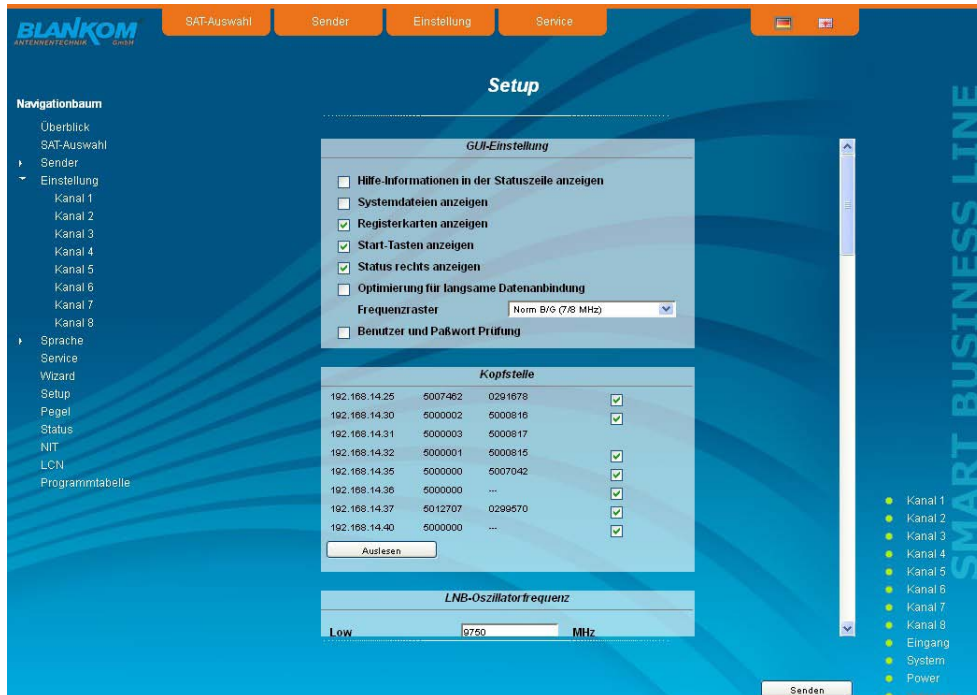 BLANKOM
ANTENNENTECHNIK GmbH
SAT-Auswahl
Sender
Einstellung
Service
Setup
Navigationbaum
Überblick
SAT-Auswahl
Sender
Einstellung
Kanal 1
Kanal 2
Kanal 3
Kanal 4
Kanal 5
Kanal 6
Kanal 7
Kanal 8
Sprache
Service
Wizard
Setup
Pegel
Status
NIT
LCN
Programmtabelle
GUI-Einstellung
Hilfe-Informationen in der Statuszeile anzeigen
Systemdateien anzeigen
Registerkarten anzeigen
Start-Tasten anzeigen
Status rechts anzeigen
Optimierung für langsame Datenanbindung
Frequenzraster Norm B/G (7/8 MHz)
Benutzer und Paßwort Prüfung
Kopfstelle
192.168.14.25 5007462 0291678
192.168.14.30 5000002 5000816
192.168.14.31 5000003 5000817
192.168.14.32 5000001 5000815
192.168.14.35 5000000 5007042
192.168.14.36 5000000 ---
192.168.14.37 5012707 0299570
192.168.14.40 5000000 ---
Auslesen
LNB-Oszillatorfrequenz
Low 9750 MHz
Senden
SMART BUSINESS LINE
Kanal 1
Kanal 2
Kanal 3
Kanal 4
Kanal 5
Kanal 6
Kanal 7
Kanal 8
Eingang
System
Power